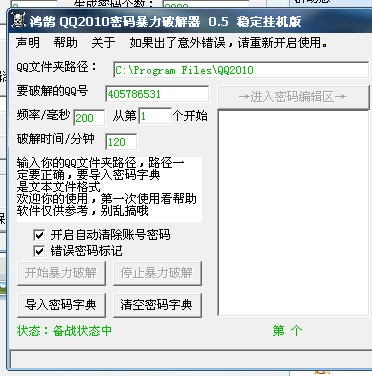 生成密码个数：
鸿鹄 QQ2010密码暴力破解器 0.5 稳定挂机版
声明 帮助 关于 如果出了意外错误，请重新开启使用。
QQ文件夹路径： C:\Program Files\QQ2010
要破解的QQ号 405786531
→进入密码编辑区→
频率/毫秒 200 从第 1 个开始
破解时间/分钟 120
输入你的QQ文件夹路径，路径一
定要正确，要导入密码字典
是文本文件格式
欢迎你的使用，第一次使用看帮助
软件仅供参考，别乱搞哦
开启自动清除账号密码
错误密码标记
开始暴力破解 停止暴力破解
导入密码字典 清空密码字典
状态：备战状态中 第 个